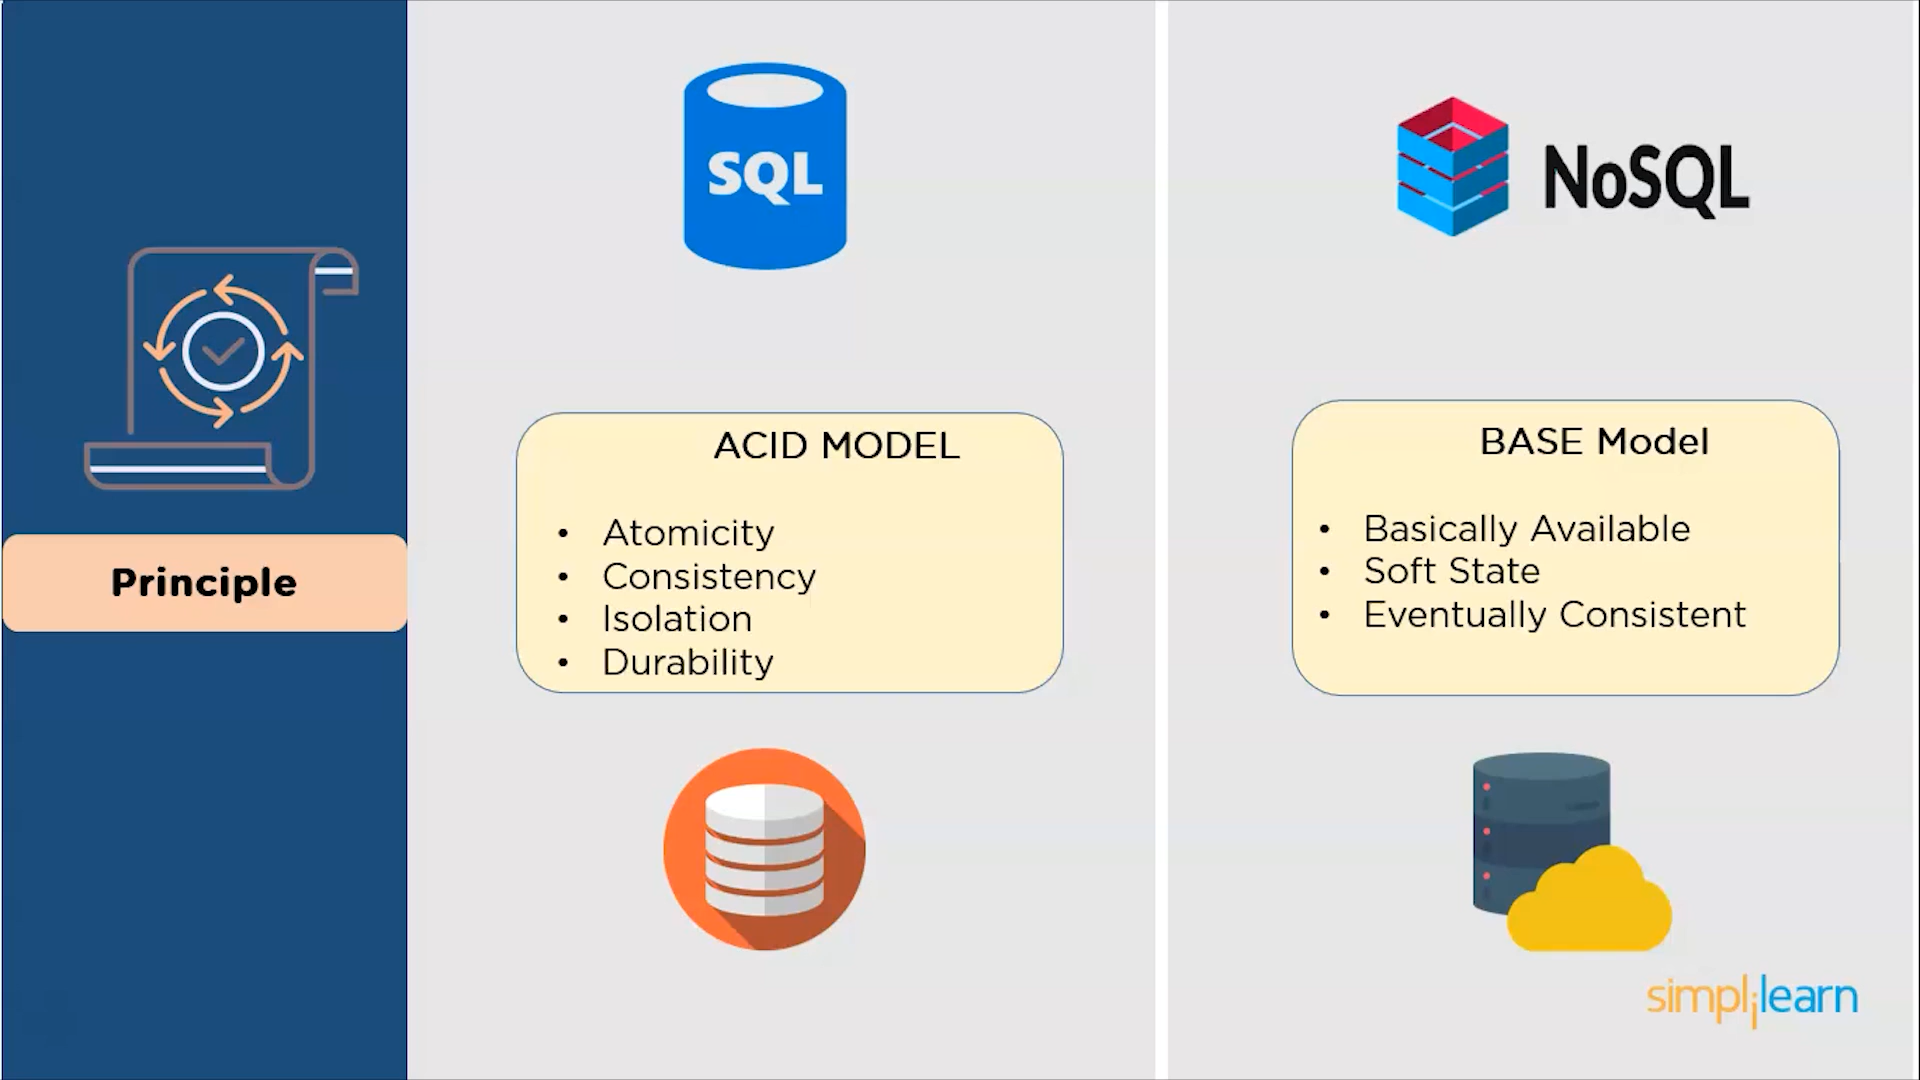 SQL
NoSQL
Principle
ACID MODEL
• Atomicity
• Consistency
• Isolation
• Durability
BASE Model
• Basically Available
• Soft State
• Eventually Consistent
simplilearn